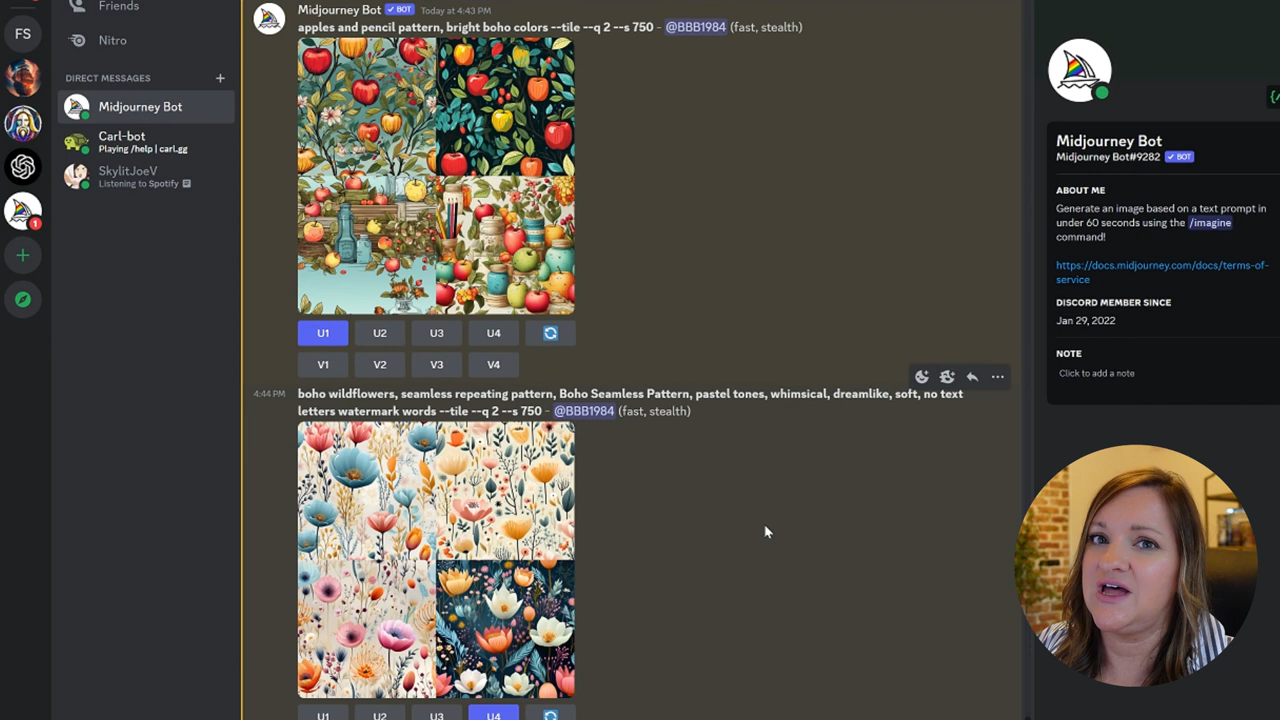 FS
Friends
Nitro
DIRECT MESSAGES
Midjourney Bot
Carl-bot
Playing /help | carl.gg
SkylitJoeV
Listening to Spotify
1
Midjourney Bot ✓ BOT Today at 4:43 PM
apples and pencil pattern, bright boho colors --tile --q 2 --s 750 - @BBB1984 (fast, stealth)
U1 U2 U3 U4
V1 V2 V3 V4
4:44 PM boho wildflowers, seamless repeating pattern, Boho Seamless Pattern, pastel tones, whimsical, dreamlike, soft, no text
letters watermark words --tile --q 2 --s 750 - @BBB1984 (fast, stealth)
U1 U2 U3 U4
Midjourney Bot
Midjourney Bot#9282 ✓ BOT
ABOUT ME
Generate an image based on a text prompt in
under 60 seconds using the /imagine
command!
https://docs.midjourney.com/docs/terms-of-
service
DISCORD MEMBER SINCE
Jan 29, 2022
NOTE
Click to add a note